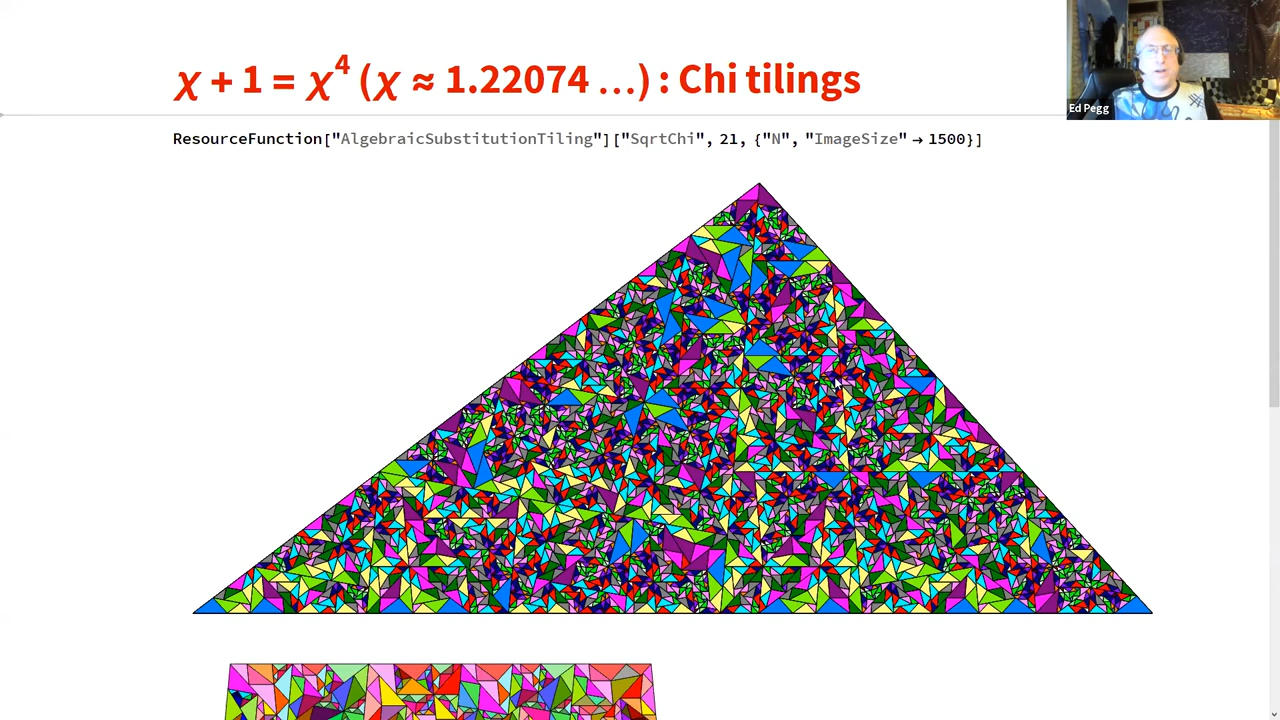 χ + 1 = χ⁴ (χ ≈ 1.22074 …) : Chi tilings
Ed Pegg
ResourceFunction["AlgebraicSubstitutionTiling"]["SqrtChi", 21, {"N", "ImageSize" → 1500}]